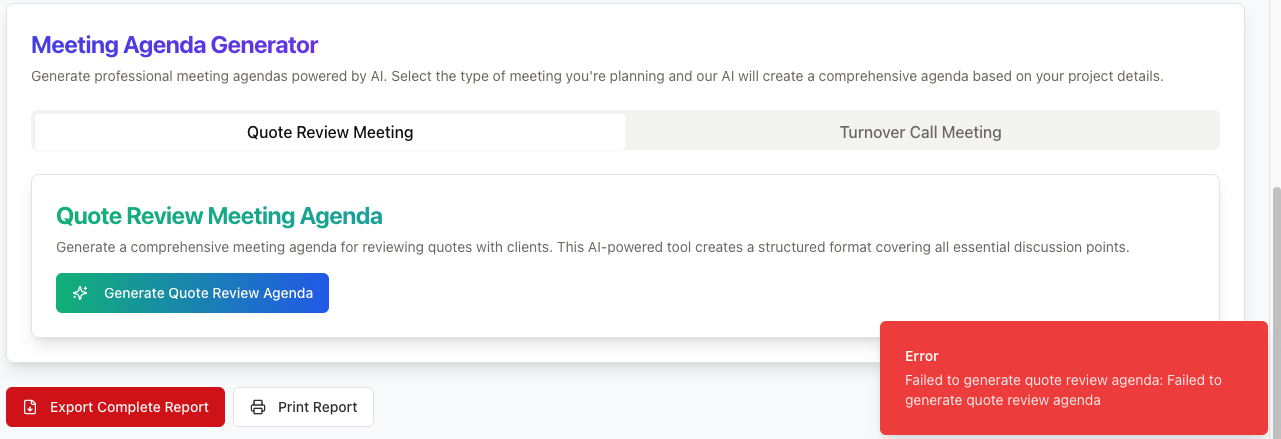 Meeting Agenda Generator
Generate professional meeting agendas powered by AI. Select the type of meeting you're planning and our AI will create a comprehensive agenda based on your project details.
Quote Review Meeting
Turnover Call Meeting
Quote Review Meeting Agenda
Generate a comprehensive meeting agenda for reviewing quotes with clients. This AI-powered tool creates a structured format covering all essential discussion points.
Generate Quote Review Agenda
Error
Failed to generate quote review agenda: Failed to
generate quote review agenda
Export Complete Report
Print Report